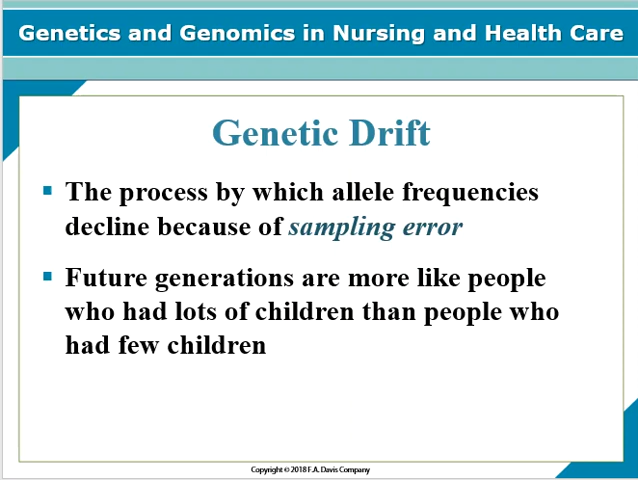 Genetics and Genomics in Nursing and Health Care
Genetic Drift
▪ The process by which allele frequencies
decline because of sampling error
▪ Future generations are more like people
who had lots of children than people who
had few children
Copyright © 2018 F.A. Davis Company